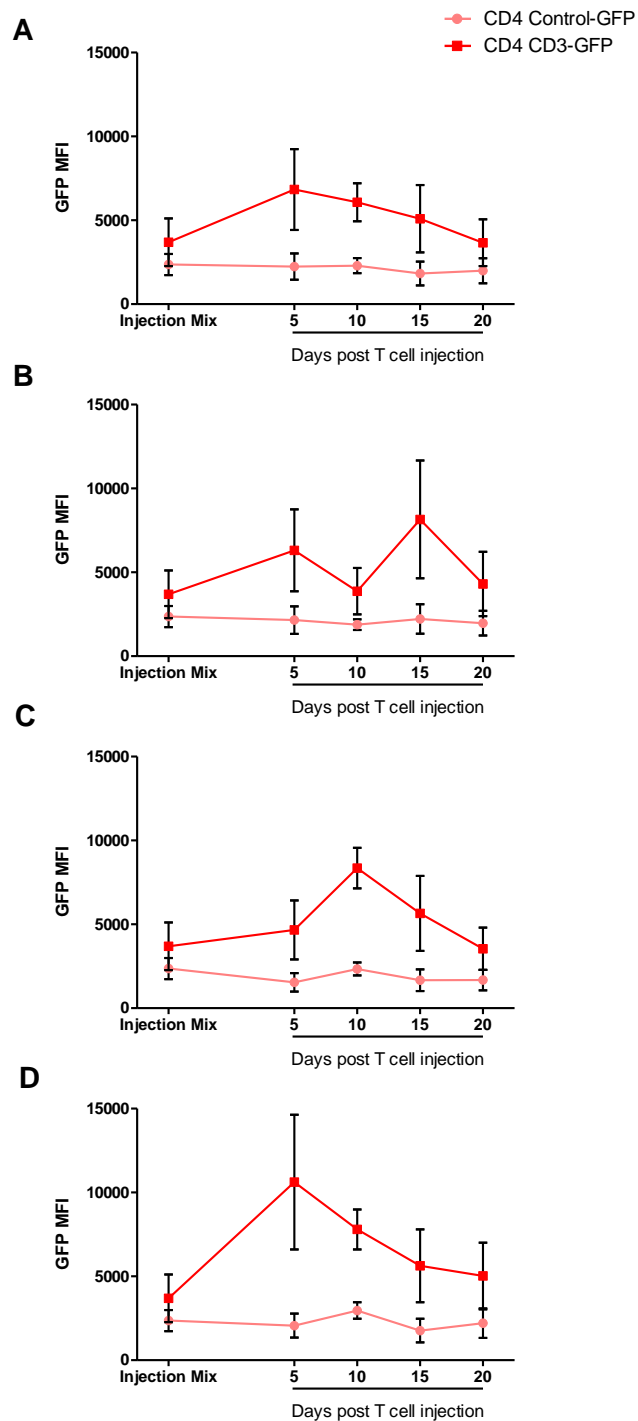 CD4 Control-GFP
CD4 CD3-GFP
A
GFP MFI
15000
10000
5000
0
Injection Mix 5 10 15 20
Days post T cell injection
B
GFP MFI
15000
10000
5000
0
Injection Mix 5 10 15 20
Days post T cell injection
C
GFP MFI
15000
10000
5000
0
Injection Mix 5 10 15 20
Days post T cell injection
D
GFP MFI
15000
10000
5000
0
Injection Mix 5 10 15 20
Days post T cell injection